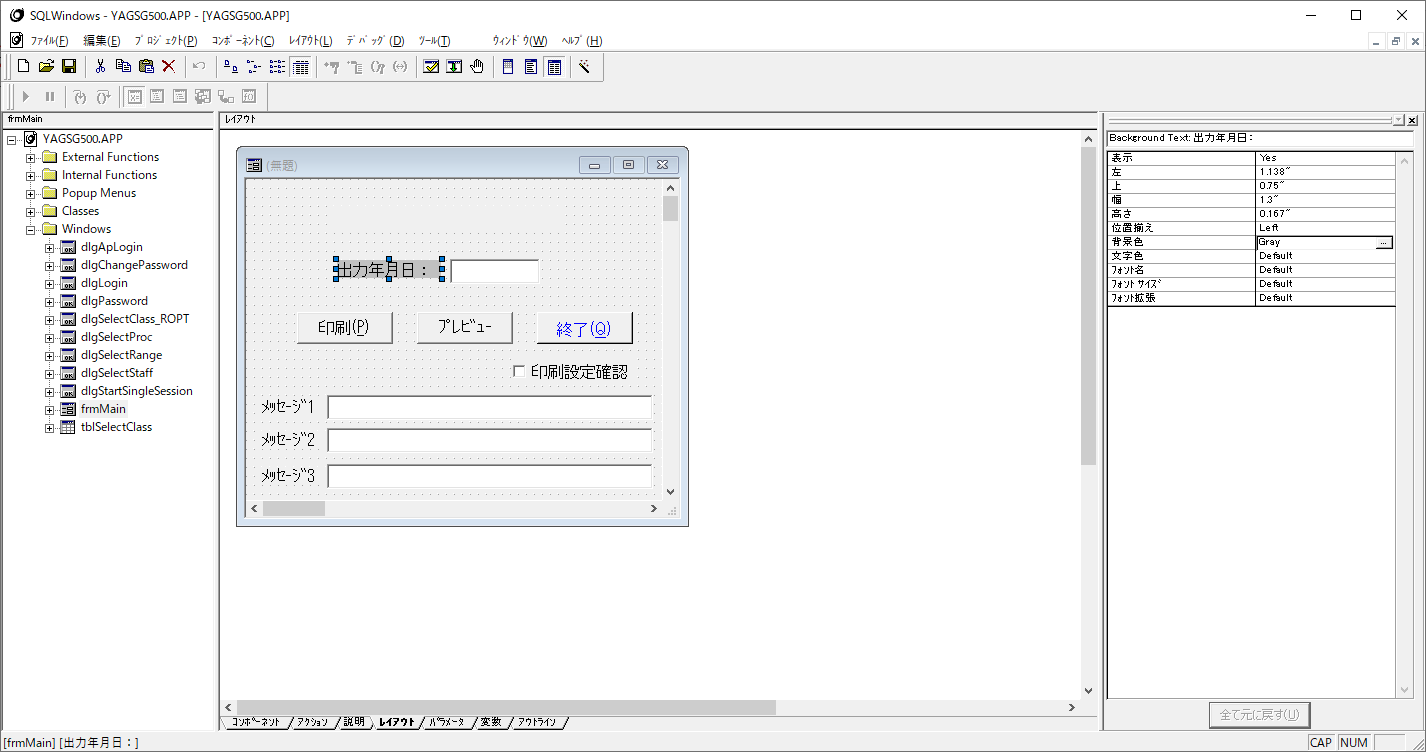 SQLWindows - YAGSG500.APP - [YAGSG500.APP]
ﾌｧｲﾙ(F) 編集(E) ﾌﾟﾛｼﾞｪｸﾄ(P) ｺﾝﾎﾟｰﾈﾝﾄ(C) ﾚｲｱｳﾄ(L) ﾃﾞﾊﾞｯｸﾞ(D) ﾂｰﾙ(T) ｳｨﾝﾄﾞｳ(W) ﾍﾙﾌﾟ(H)
frmMain
YAGSG500.APP
External Functions
Internal Functions
Popup Menus
Classes
Windows
dlgApLogin
dlgChangePassword
dlgLogin
dlgPassword
dlgSelectClass_ROPT
dlgSelectProc
dlgSelectRange
dlgSelectStaff
dlgStartSingleSession
frmMain
tblSelectClass
ﾚｲｱｳﾄ
(無題)
出力年月日：
印刷(P) ﾌﾟﾚﾋﾞｭｰ 終了(Q)
印刷設定確認
ﾒｯｾｰｼﾞ1
ﾒｯｾｰｼﾞ2
ﾒｯｾｰｼﾞ3
ｺﾝﾎﾟｰﾈﾝﾄ ｱｸｼｮﾝ 説明 ﾚｲｱｳﾄ ﾊﾟﾗﾒｰﾀ 変数 ｱｳﾄﾗｲﾝ
Background Text: 出力年月日：
表示 Yes
左 1.138"
上 0.75"
幅 1.3"
高さ 0.167"
位置揃え Left
背景色 Gray ...
文字色 Default
ﾌｫﾝﾄ名 Default
ﾌｫﾝﾄ ｻｲｽﾞ Default
ﾌｫﾝﾄ拡張 Default
全て元に戻す(U)
[frmMain] [出力年月日：] CAP NUM